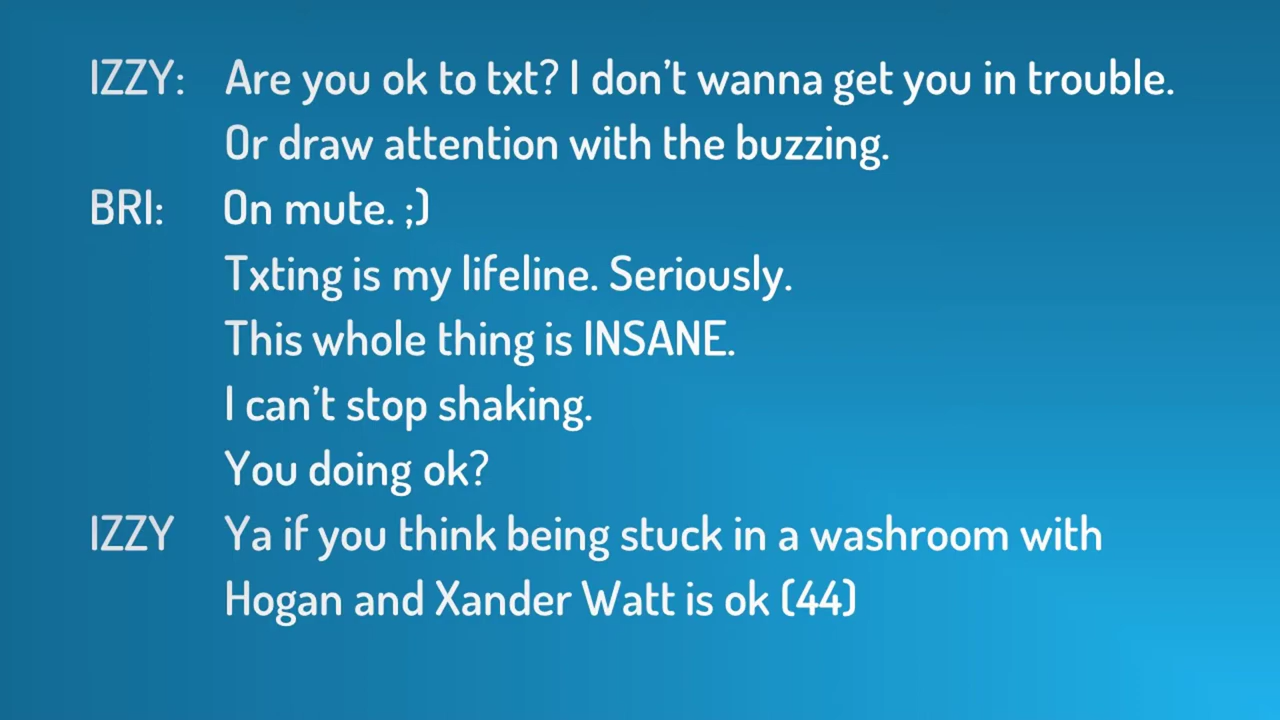 IZZY: Are you ok to txt? I don’t wanna get you in trouble.
Or draw attention with the buzzing.
BRI: On mute. ;)
Txting is my lifeline. Seriously.
This whole thing is INSANE.
I can’t stop shaking.
You doing ok?
IZZY Ya if you think being stuck in a washroom with
Hogan and Xander Watt is ok (44)